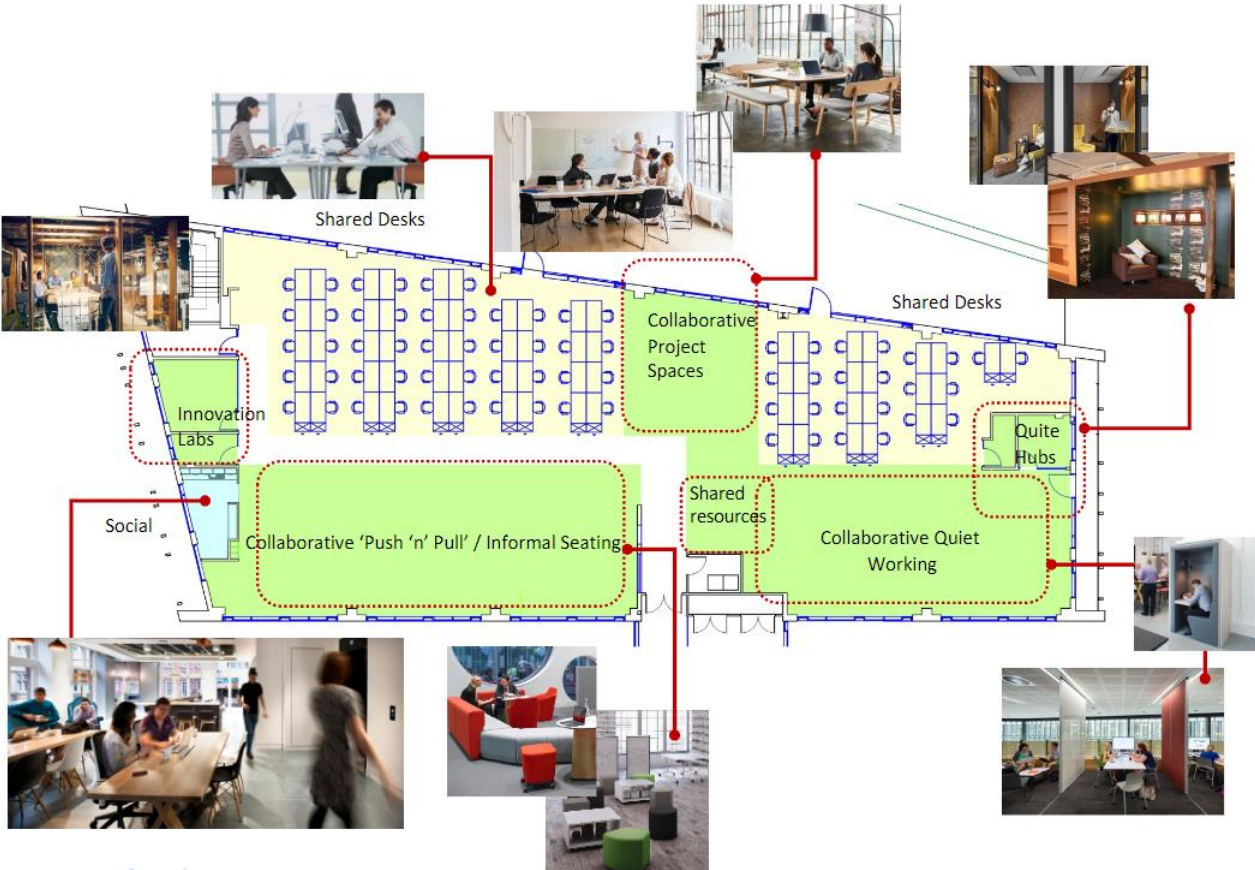 Shared Desks
Shared Desks
Collaborative
Project
Spaces
Innovation
Labs
Quite
Hubs
Shared
resources
Social
Collaborative ‘Push ‘n’ Pull’ / Informal Seating
Collaborative Quiet
Working